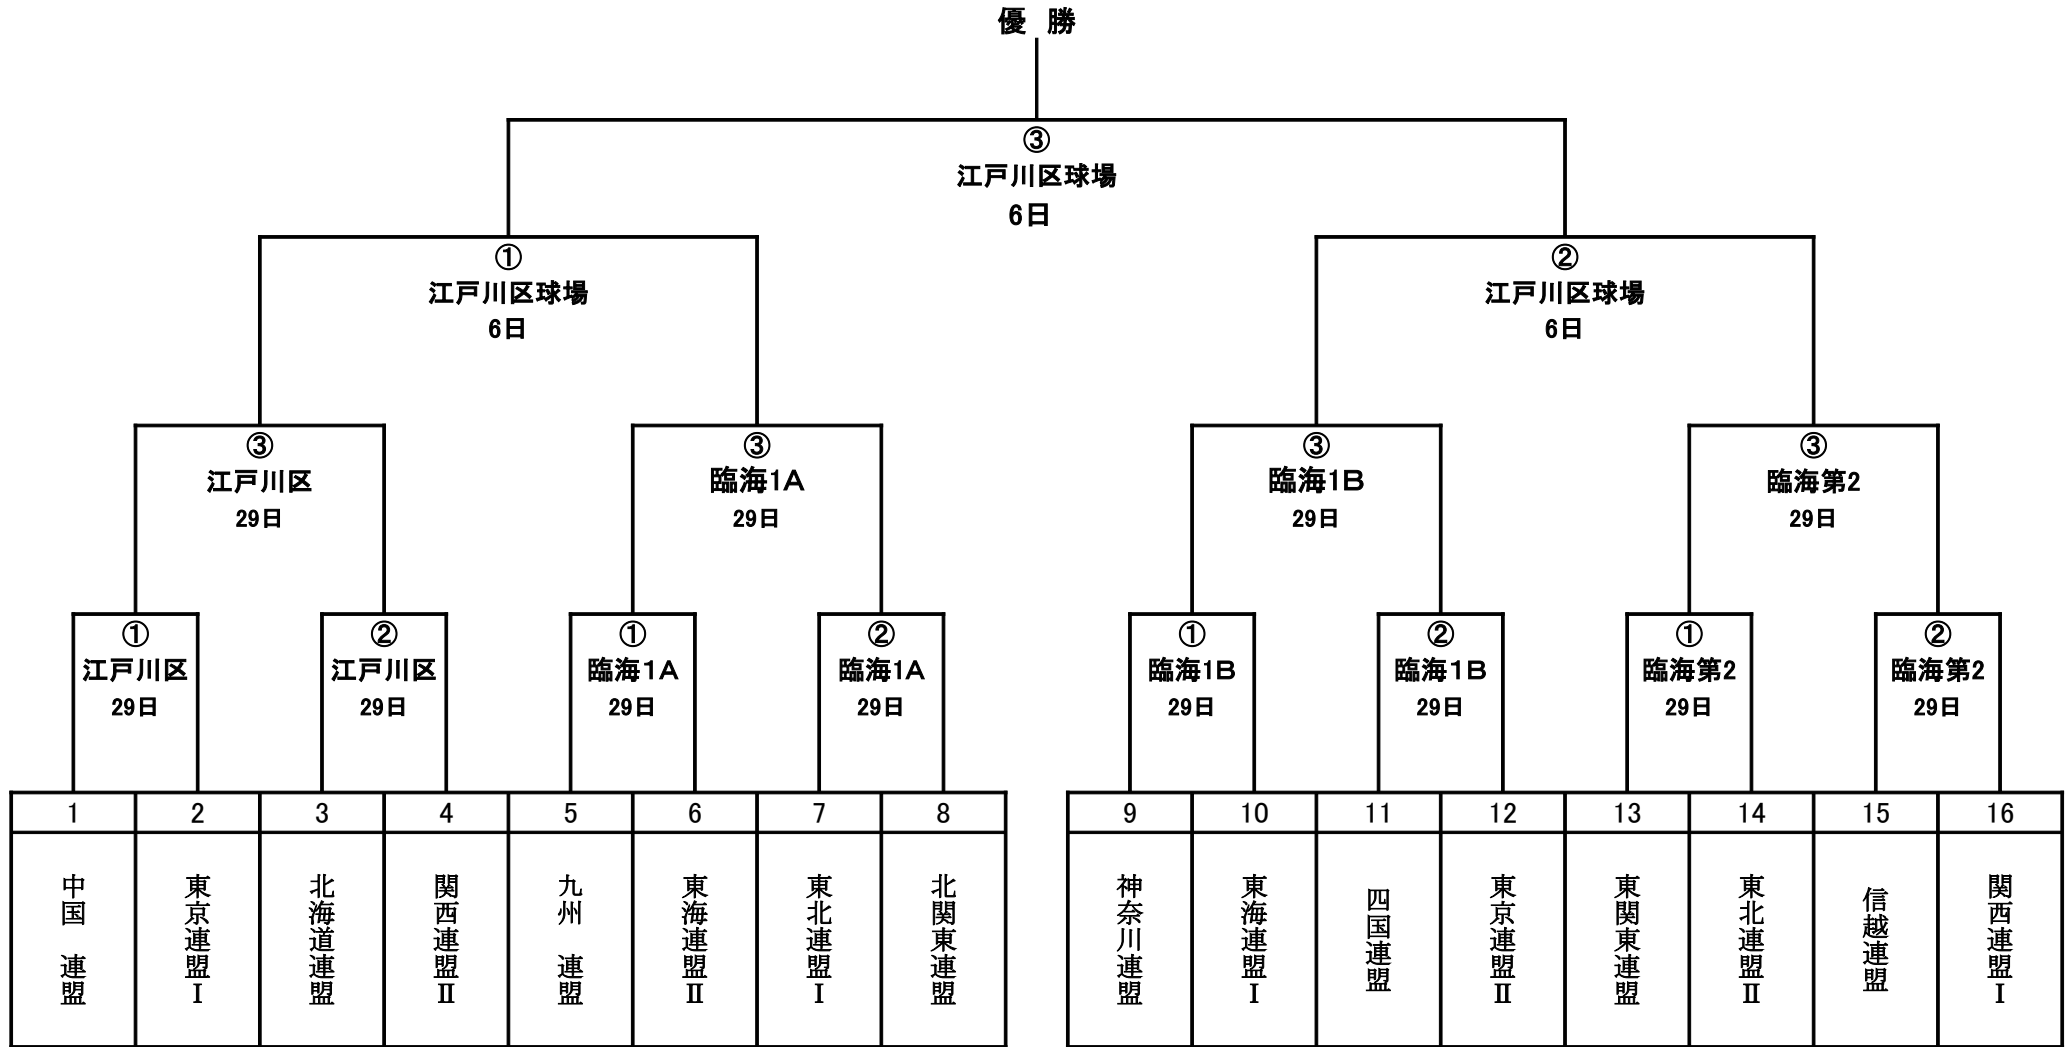 優 勝
③
江戸川区球場
6日
① ②
江戸川区球場 江戸川区球場
6日 6日
③ ③ ③ ③
江戸川区 臨海1A 臨海1B 臨海第2
29日 29日 29日 29日
① ② ① ② ① ② ① ②
江戸川区 江戸川区 臨海1A 臨海1A 臨海1B 臨海1B 臨海第2 臨海第2
29日 29日 29日 29日 29日 29日 29日 29日
1 2 3 4 5 6 7 8 9 10 11 12 13 14 15 16
中国 連盟
東京連盟Ⅰ
北海道連盟
関西連盟Ⅱ
九州 連盟
東海連盟Ⅱ
東北連盟Ⅰ
北関東連盟
神奈川連盟
東海連盟Ⅰ
四国連盟
東京連盟Ⅱ
東関東連盟
東北連盟Ⅱ
信越連盟
関西連盟Ⅰ